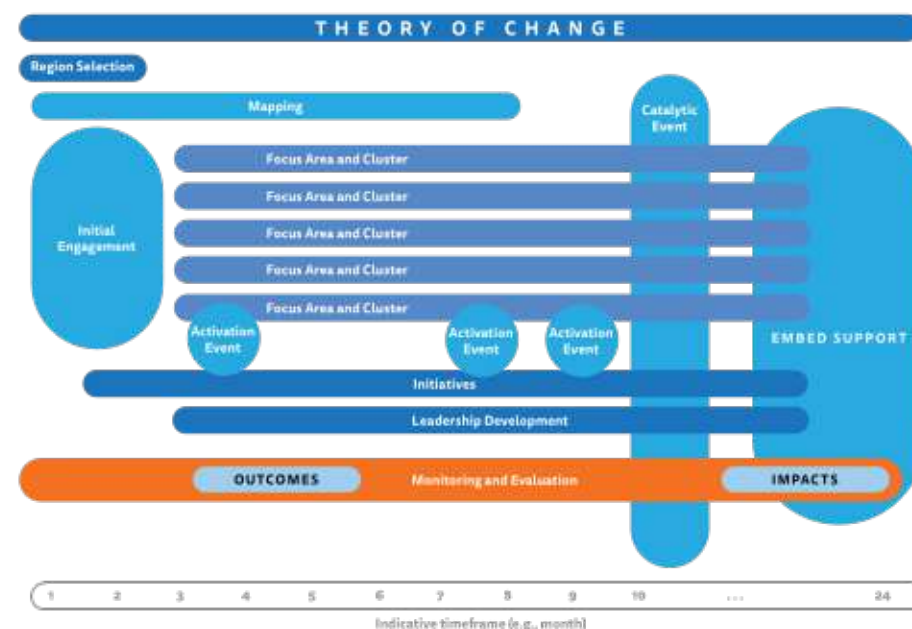 THEORY OF CHANGE
Region Selection
Mapping
Catalytic
Event
Focus Area and Cluster
Focus Area and Cluster
Initial
Engagement
Focus Area and Cluster
Focus Area and Cluster
Focus Area and Cluster
Activation
Event
Activation
Event
Activation
Event
EMBED SUPPORT
Initiatives
Leadership Development
OUTCOMES
Monitoring and Evaluation
IMPACTS
1 2 3 4 5 6 7 8 9 10 ... 24
Indicative timeframe (e.g., month)